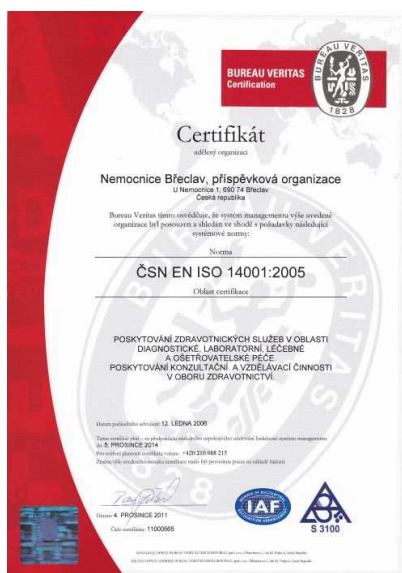 BUREAU VERITAS
Certification
BUREAU VERITAS
1828
Certifikát
udělený organizaci
Nemocnice Břeclav, příspěvková organizace
U Nemocnice 1, 690 74 Břeclav
Česká republika
Bureau Veritas tímto osvědčuje, že systém managementu výše uvedené
organizace byl posouzen a shledán ve shodě s požadavky následující
systémové normy:
Norma
ČSN EN ISO 14001:2005
Oblast certifikace
POSKYTOVÁNÍ ZDRAVOTNICKÝCH SLUŽEB V OBLASTI
DIAGNOSTICKÉ, LABORATORNÍ, LÉČEBNÉ
A OŠETŘOVATELSKÉ PÉČE.
POSKYTOVÁNÍ KONZULTAČNÍ A VZDĚLÁVACÍ ČINNOSTI
V OBORU ZDRAVOTNICTVÍ.
12. LEDNA 2006
do 5. PROSINCE 2014
+420 210 088 215
Datum: 4. PROSINCE 2011
Číslo certifikátu: 11000565
IAF
S 3100